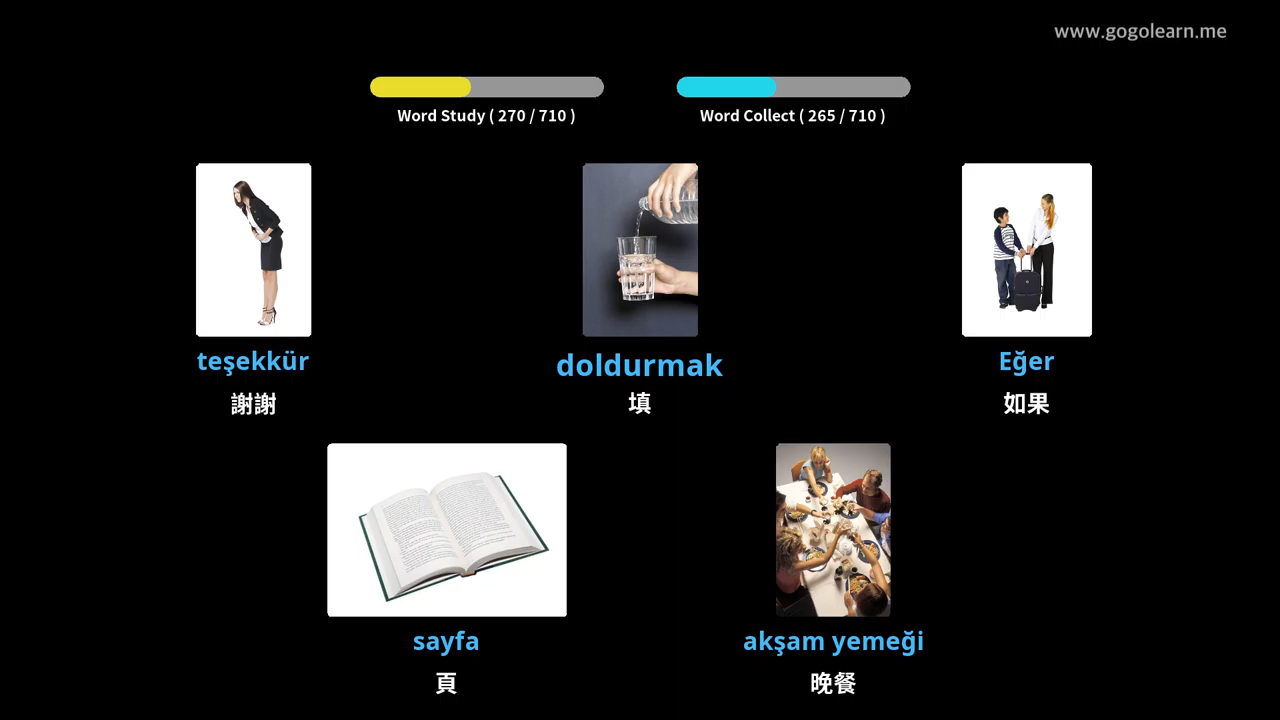 www.gogolearn.me
Word Study ( 270 / 710 )
Word Collect ( 265 / 710 )
teşekkür
謝謝
doldurmak
填
Eğer
如果
sayfa
頁
akşam yemeği
晚餐